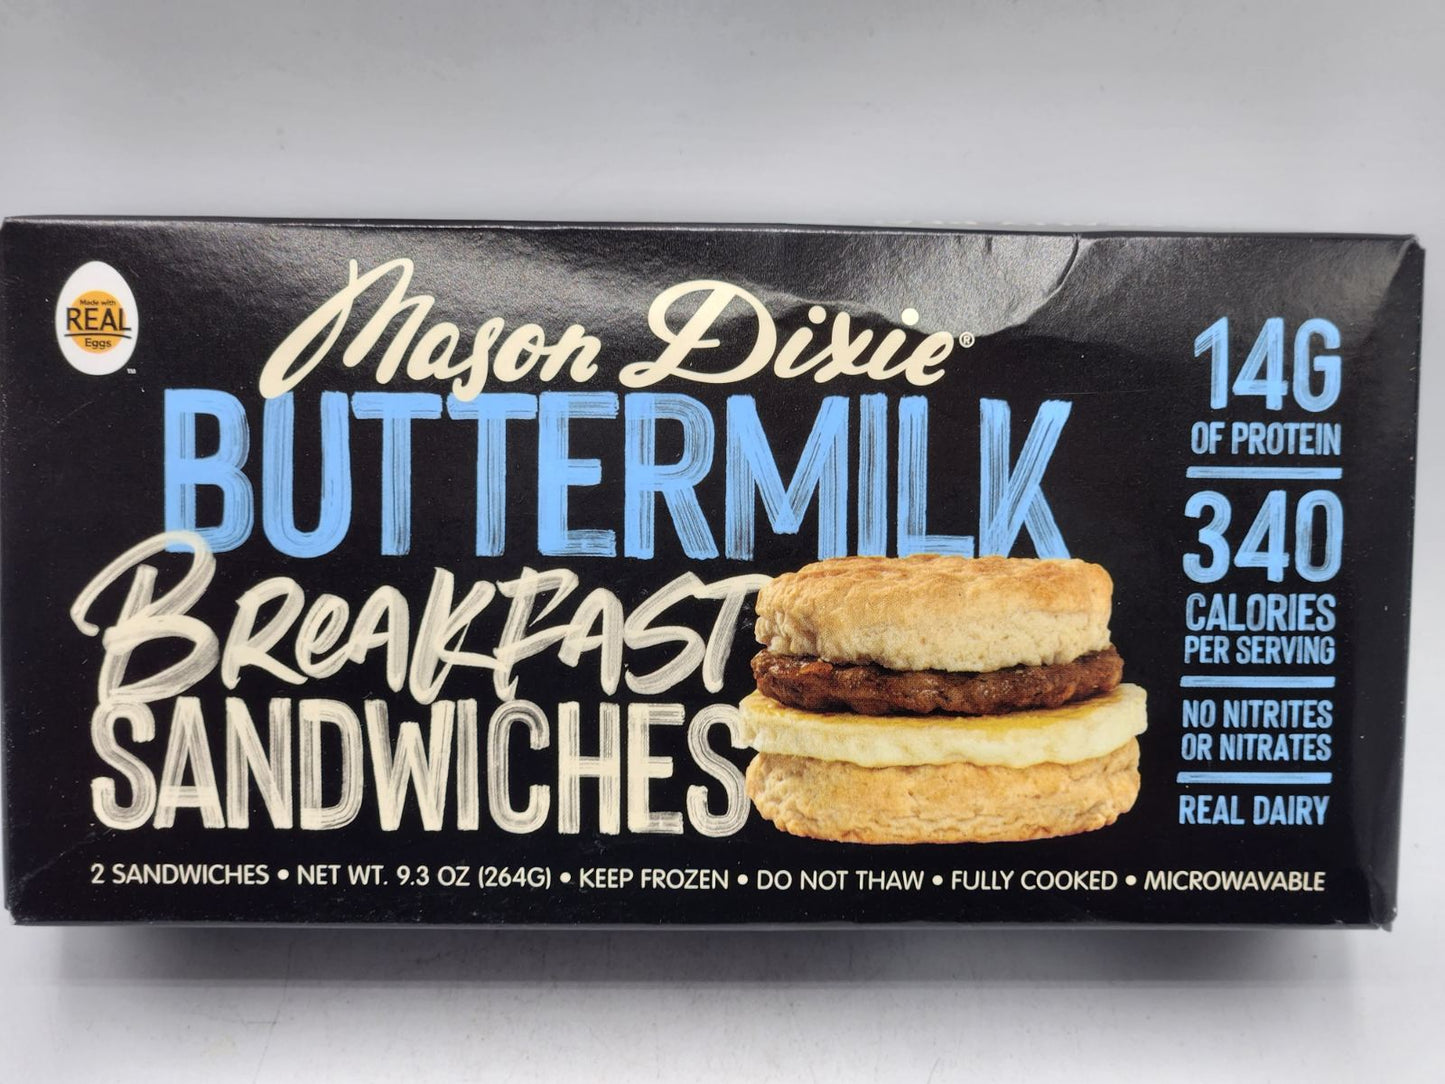 Made with
REAL
Eggs
™
Mason Dixie®
BUTTERMILK
BREAKFAST
SANDWICHES
14G
OF PROTEIN
340
CALORIES
PER SERVING
NO NITRITES
OR NITRATES
REAL DAIRY
2 SANDWICHES • NET WT. 9.3 OZ (264G) • KEEP FROZEN • DO NOT THAW • FULLY COOKED • MICROWAVABLE